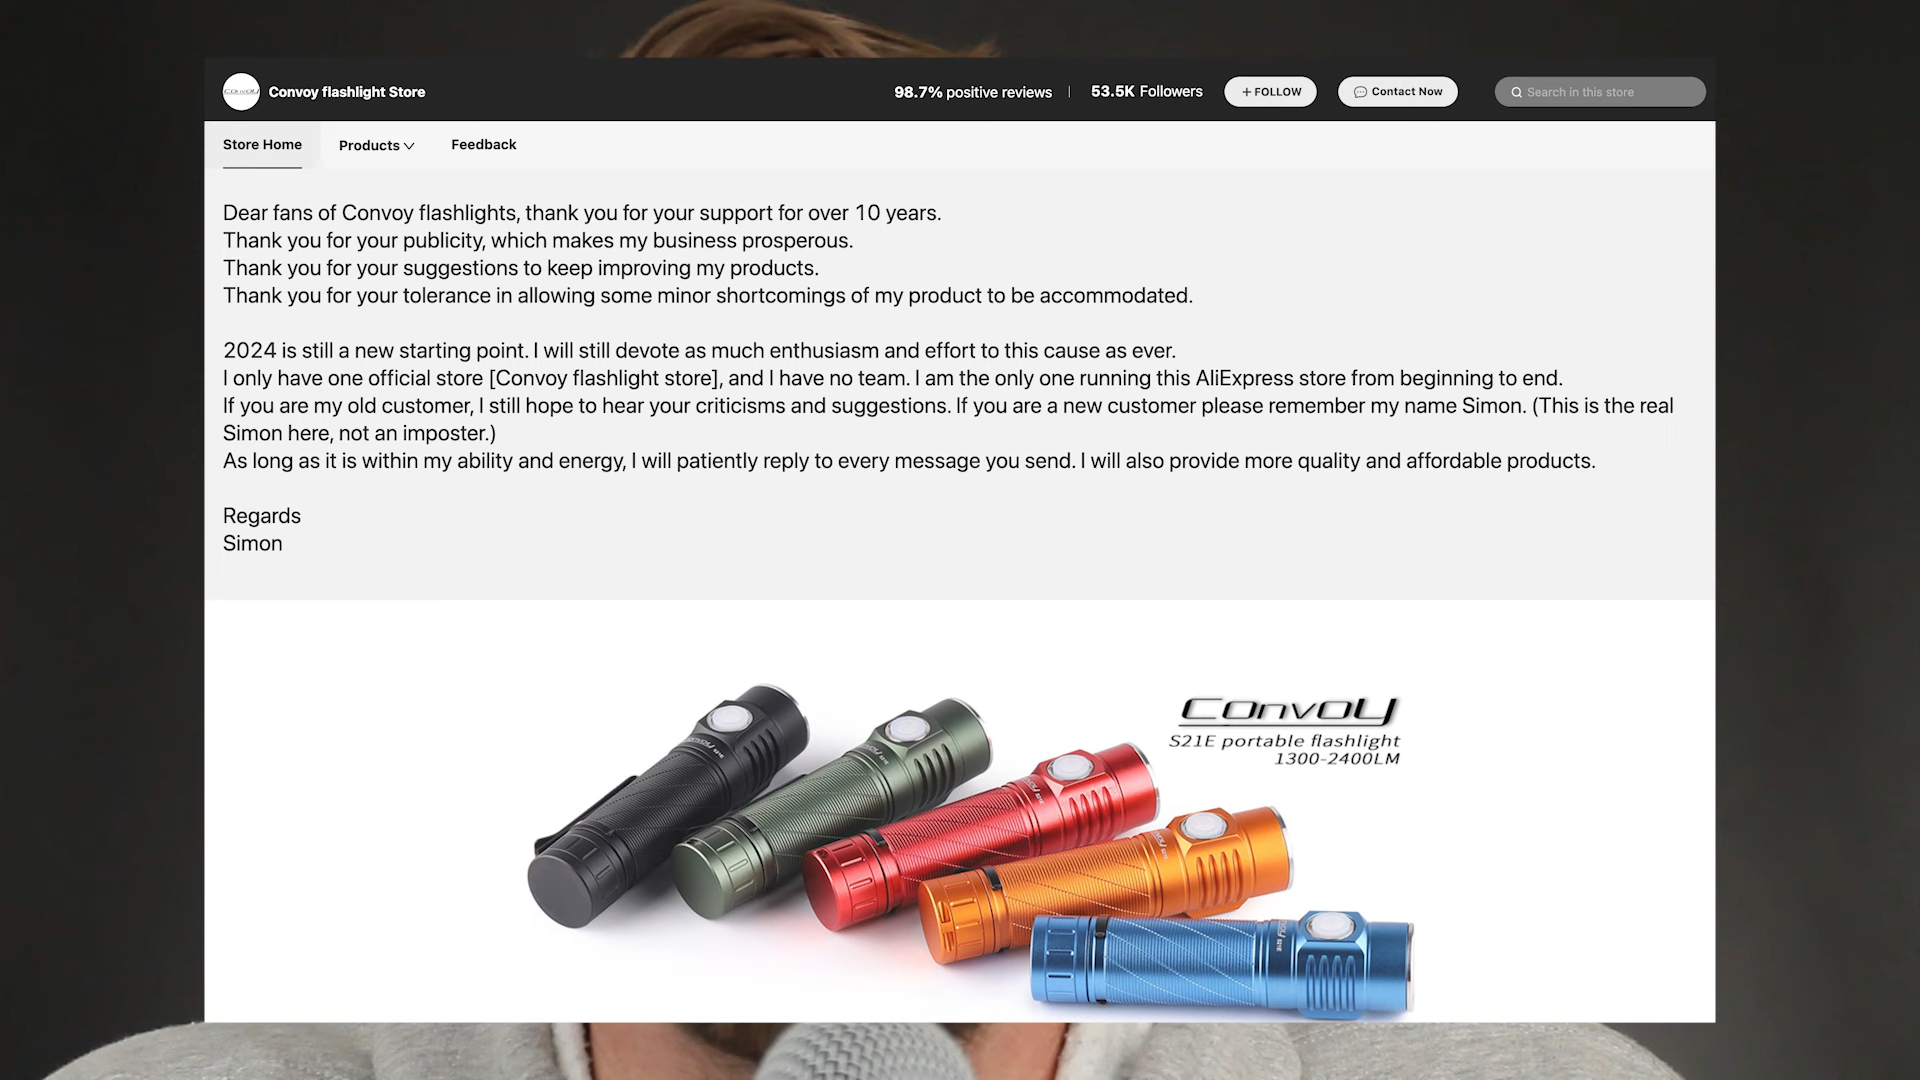 Convoy
Convoy flashlight Store
98.7% positive reviews
53.5K Followers
+ FOLLOW
Contact Now
Search in this store
Store Home
Products
Feedback
Dear fans of Convoy flashlights, thank you for your support for over 10 years.
Thank you for your publicity, which makes my business prosperous.
Thank you for your suggestions to keep improving my products.
Thank you for your tolerance in allowing some minor shortcomings of my product to be accommodated.
2024 is still a new starting point. I will still devote as much enthusiasm and effort to this cause as ever.
I only have one official store [Convoy flashlight store], and I have no team. I am the only one running this AliExpress store from beginning to end.
If you are my old customer, I still hope to hear your criticisms and suggestions. If you are a new customer please remember my name Simon. (This is the real
Simon here, not an imposter.)
As long as it is within my ability and energy, I will patiently reply to every message you send. I will also provide more quality and affordable products.
Regards
Simon
Convoy
S21E portable flashlight
1300-2400LM